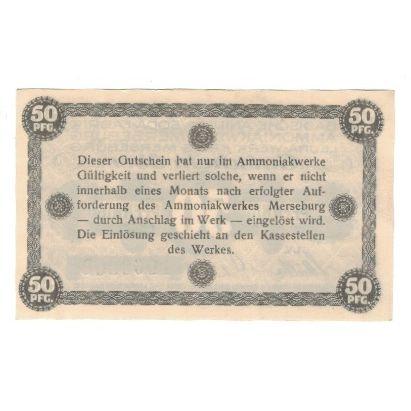 50 PFG.
50 PFG.
Dieser Gutschein hat nur im Ammoniakwerke
Gültigkeit und verliert solche, wenn er nicht
innerhalb eines Monats nach erfolgter Auf-
forderung des Ammoniakwerkes Merseburg
— durch Anschlag im Werk — eingelöst wird.
Die Einlösung geschieht an den Kassestellen
des Werkes.
50 PFG.
50 PFG.